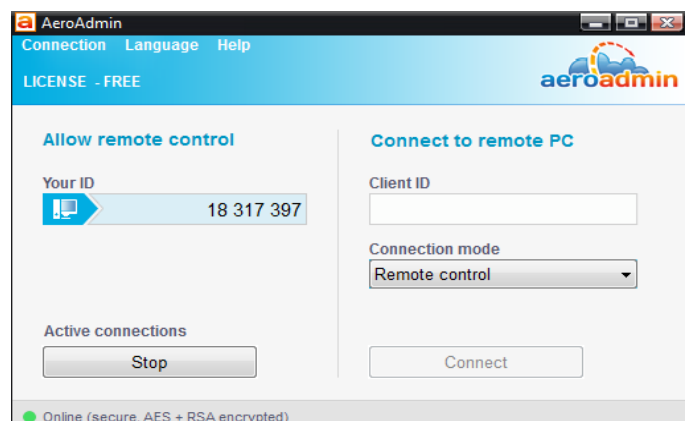 AeroAdmin
Connection Language Help
LICENSE - FREE
aeroadmin
Allow remote control
Connect to remote PC
Your ID
18 317 397
Client ID
Connection mode
Remote control
Active connections
Stop
Connect
Online (secure, AES + RSA encrypted)